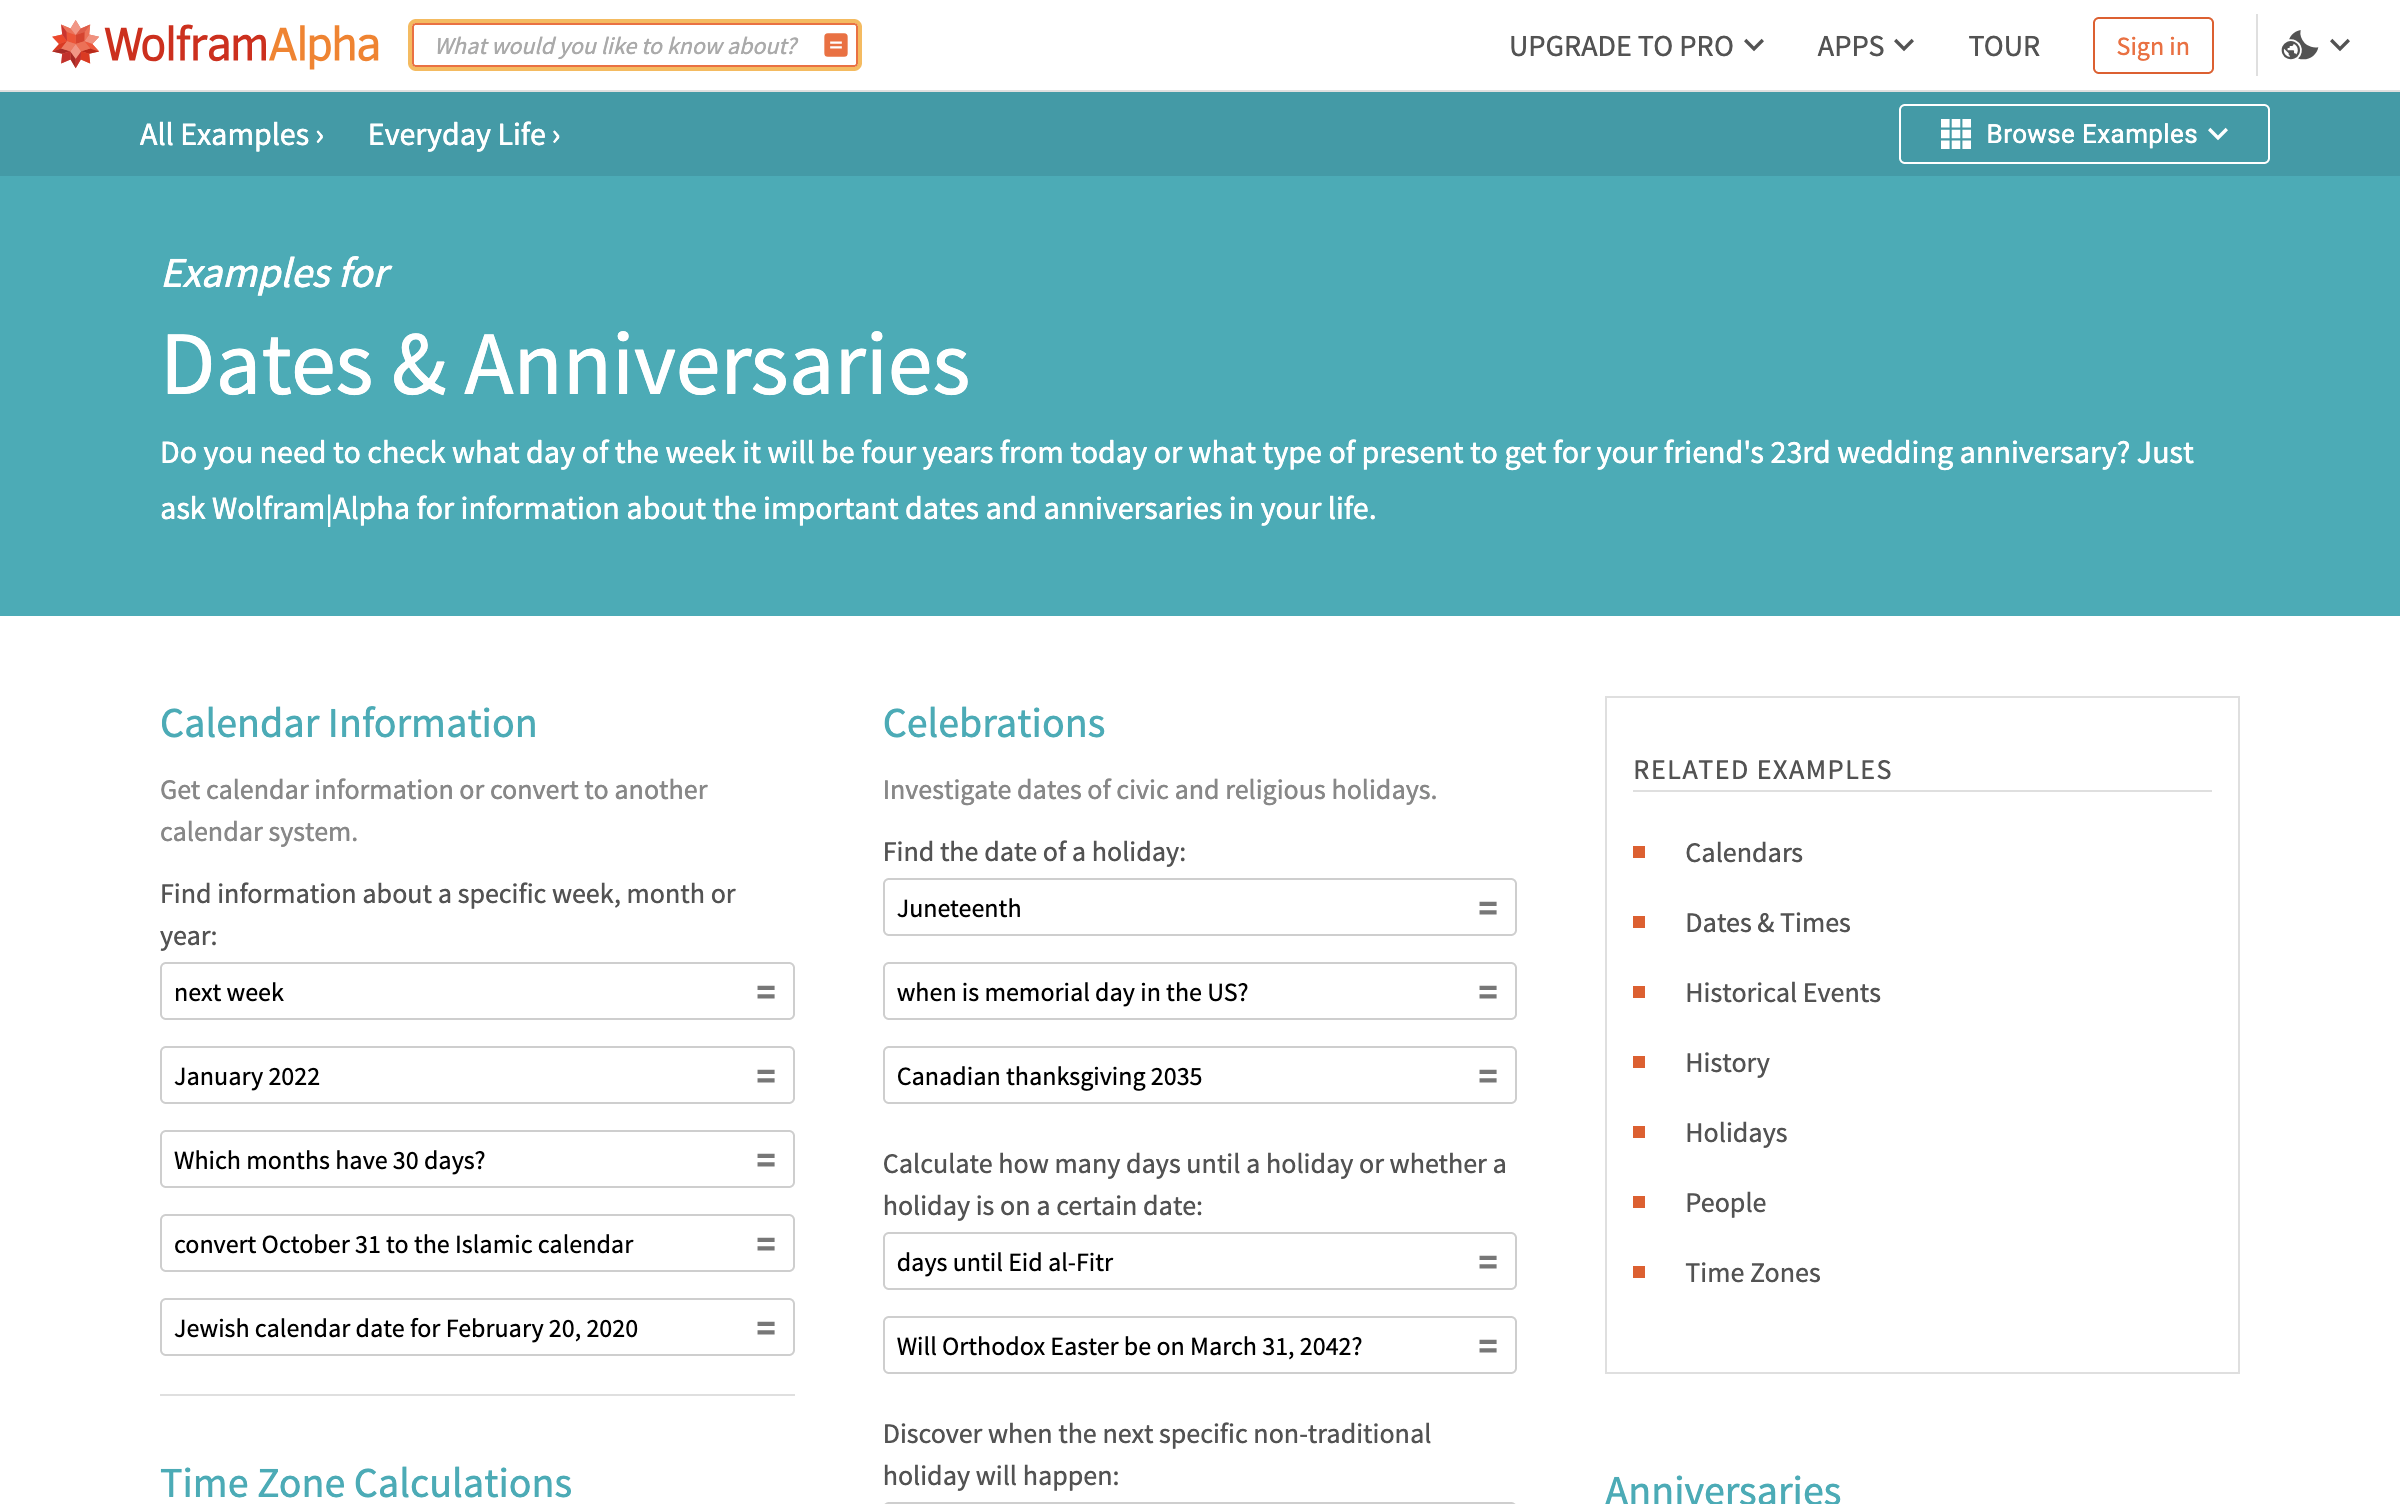 WolframAlpha
What would you like to know about?
UPGRADE TO PRO
APPS
TOUR
Sign in
All Examples ›
Everyday Life ›
Browse Examples
Examples for
Dates & Anniversaries
Do you need to check what day of the week it will be four years from today or what type of present to get for your friend's 23rd wedding anniversary? Just
ask Wolfram|Alpha for information about the important dates and anniversaries in your life.
Calendar Information
Get calendar information or convert to another
calendar system.
Find information about a specific week, month or
year:
next week
January 2022
Which months have 30 days?
convert October 31 to the Islamic calendar
Jewish calendar date for February 20, 2020
Time Zone Calculations
Celebrations
Investigate dates of civic and religious holidays.
Find the date of a holiday:
Juneteenth
when is memorial day in the US?
Canadian thanksgiving 2035
Calculate how many days until a holiday or whether a
holiday is on a certain date:
days until Eid al-Fitr
Will Orthodox Easter be on March 31, 2042?
Discover when the next specific non-traditional
holiday will happen:
RELATED EXAMPLES
Calendars
Dates & Times
Historical Events
History
Holidays
People
Time Zones
Anniversaries